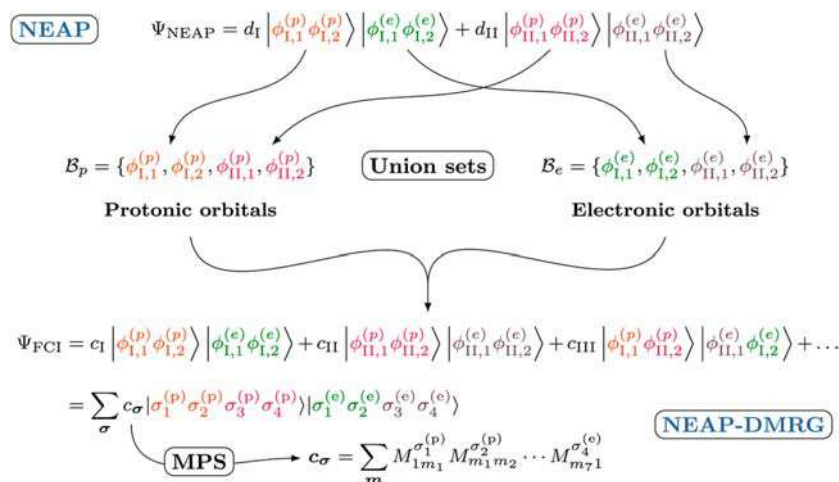 NEAP
Ψ_NEAP = d_I |ϕ_{I,1}^{(p)} ϕ_{I,2}^{(p)}⟩ |ϕ_{I,1}^{(e)} ϕ_{I,2}^{(e)}⟩ + d_II |ϕ_{II,1}^{(p)} ϕ_{II,2}^{(p)}⟩ |ϕ_{II,1}^{(e)} ϕ_{II,2}^{(e)}⟩
ℬ_p = {ϕ_{I,1}^{(p)}, ϕ_{I,2}^{(p)}, ϕ_{II,1}^{(p)}, ϕ_{II,2}^{(p)}}
Union sets
ℬ_e = {ϕ_{I,1}^{(e)}, ϕ_{I,2}^{(e)}, ϕ_{II,1}^{(e)}, ϕ_{II,2}^{(e)}}
Protonic orbitals
Electronic orbitals
Ψ_FCI = c_I |ϕ_{I,1}^{(p)} ϕ_{I,2}^{(p)}⟩ |ϕ_{I,1}^{(e)} ϕ_{I,2}^{(e)}⟩ + c_II |ϕ_{II,1}^{(p)} ϕ_{II,2}^{(p)}⟩ |ϕ_{II,1}^{(e)} ϕ_{II,2}^{(e)}⟩ + c_III |ϕ_{I,1}^{(p)} ϕ_{II,2}^{(p)}⟩ |ϕ_{II,1}^{(e)} ϕ_{I,2}^{(e)}⟩ + ...
= ∑_σ c_σ |σ_1^{(p)} σ_2^{(p)} σ_3^{(p)} σ_4^{(p)}⟩ |σ_1^{(e)} σ_2^{(e)} σ_3^{(e)} σ_4^{(e)}⟩
NEAP-DMRG
MPS
c_σ = ∑_m M_{1m_1}^{σ_1^{(p)}} M_{m_1m_2}^{σ_2^{(p)}} ⋯ M_{m_71}^{σ_4^{(e)}}